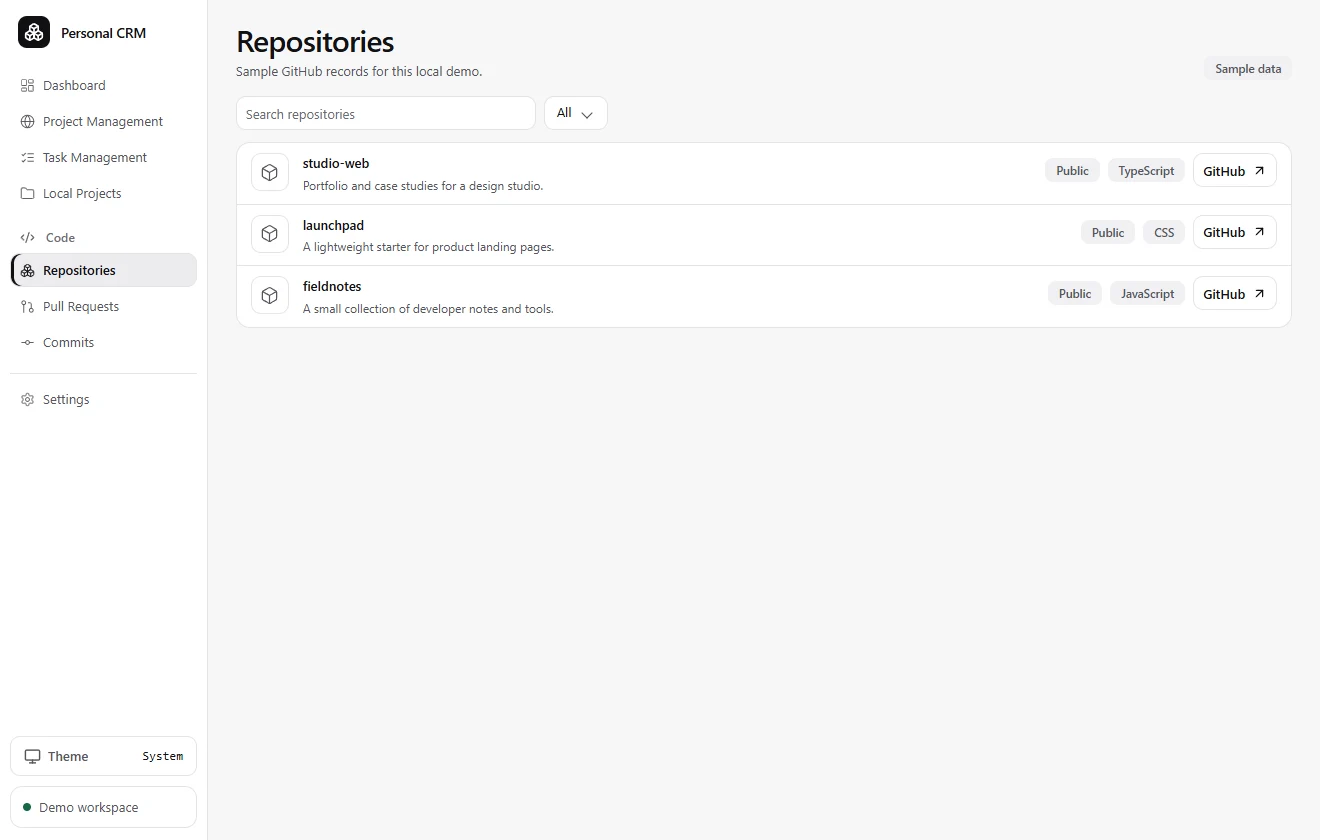 Personal CRM
Dashboard
Project Management
Task Management
Local Projects
Code
Repositories
Pull Requests
Commits
Settings
Theme System
Demo workspace
Repositories
Sample GitHub records for this local demo.
Sample data
Search repositories
All
studio-web
Portfolio and case studies for a design studio.
Public TypeScript GitHub
launchpad
A lightweight starter for product landing pages.
Public CSS GitHub
fieldnotes
A small collection of developer notes and tools.
Public JavaScript GitHub